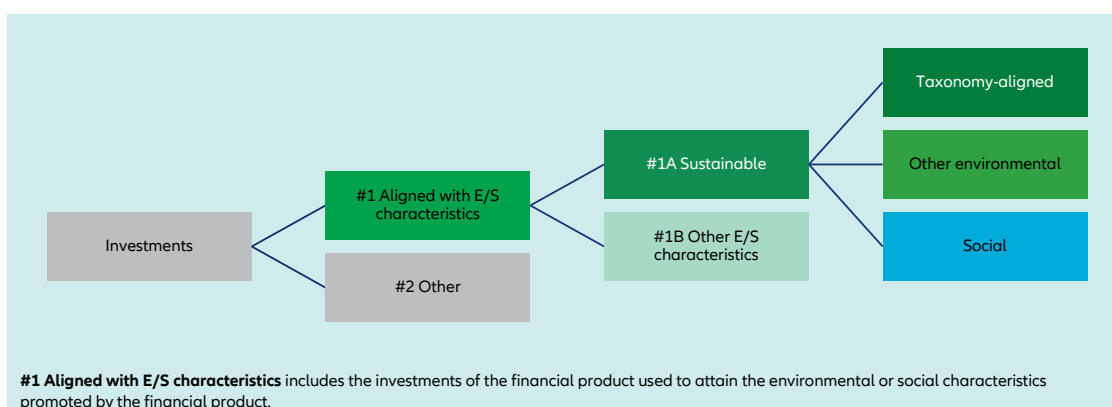 Taxonomy-aligned
#1A Sustainable
Other environmental
#1 Aligned with E/S
characteristics
Investments
#1B Other E/S
characteristics
Social
#2 Other
#1 Aligned with E/S characteristics includes the investments of the financial product used to attain the environmental or social characteristics
promoted by the financial product.